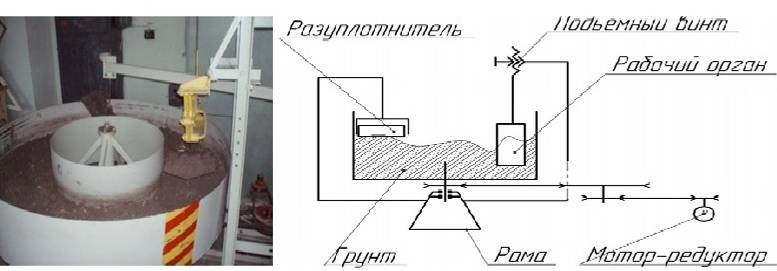 Разуплотнитель
Подъемный винт
Рабочий орган
Грунт
Рама
Мотор-редуктор